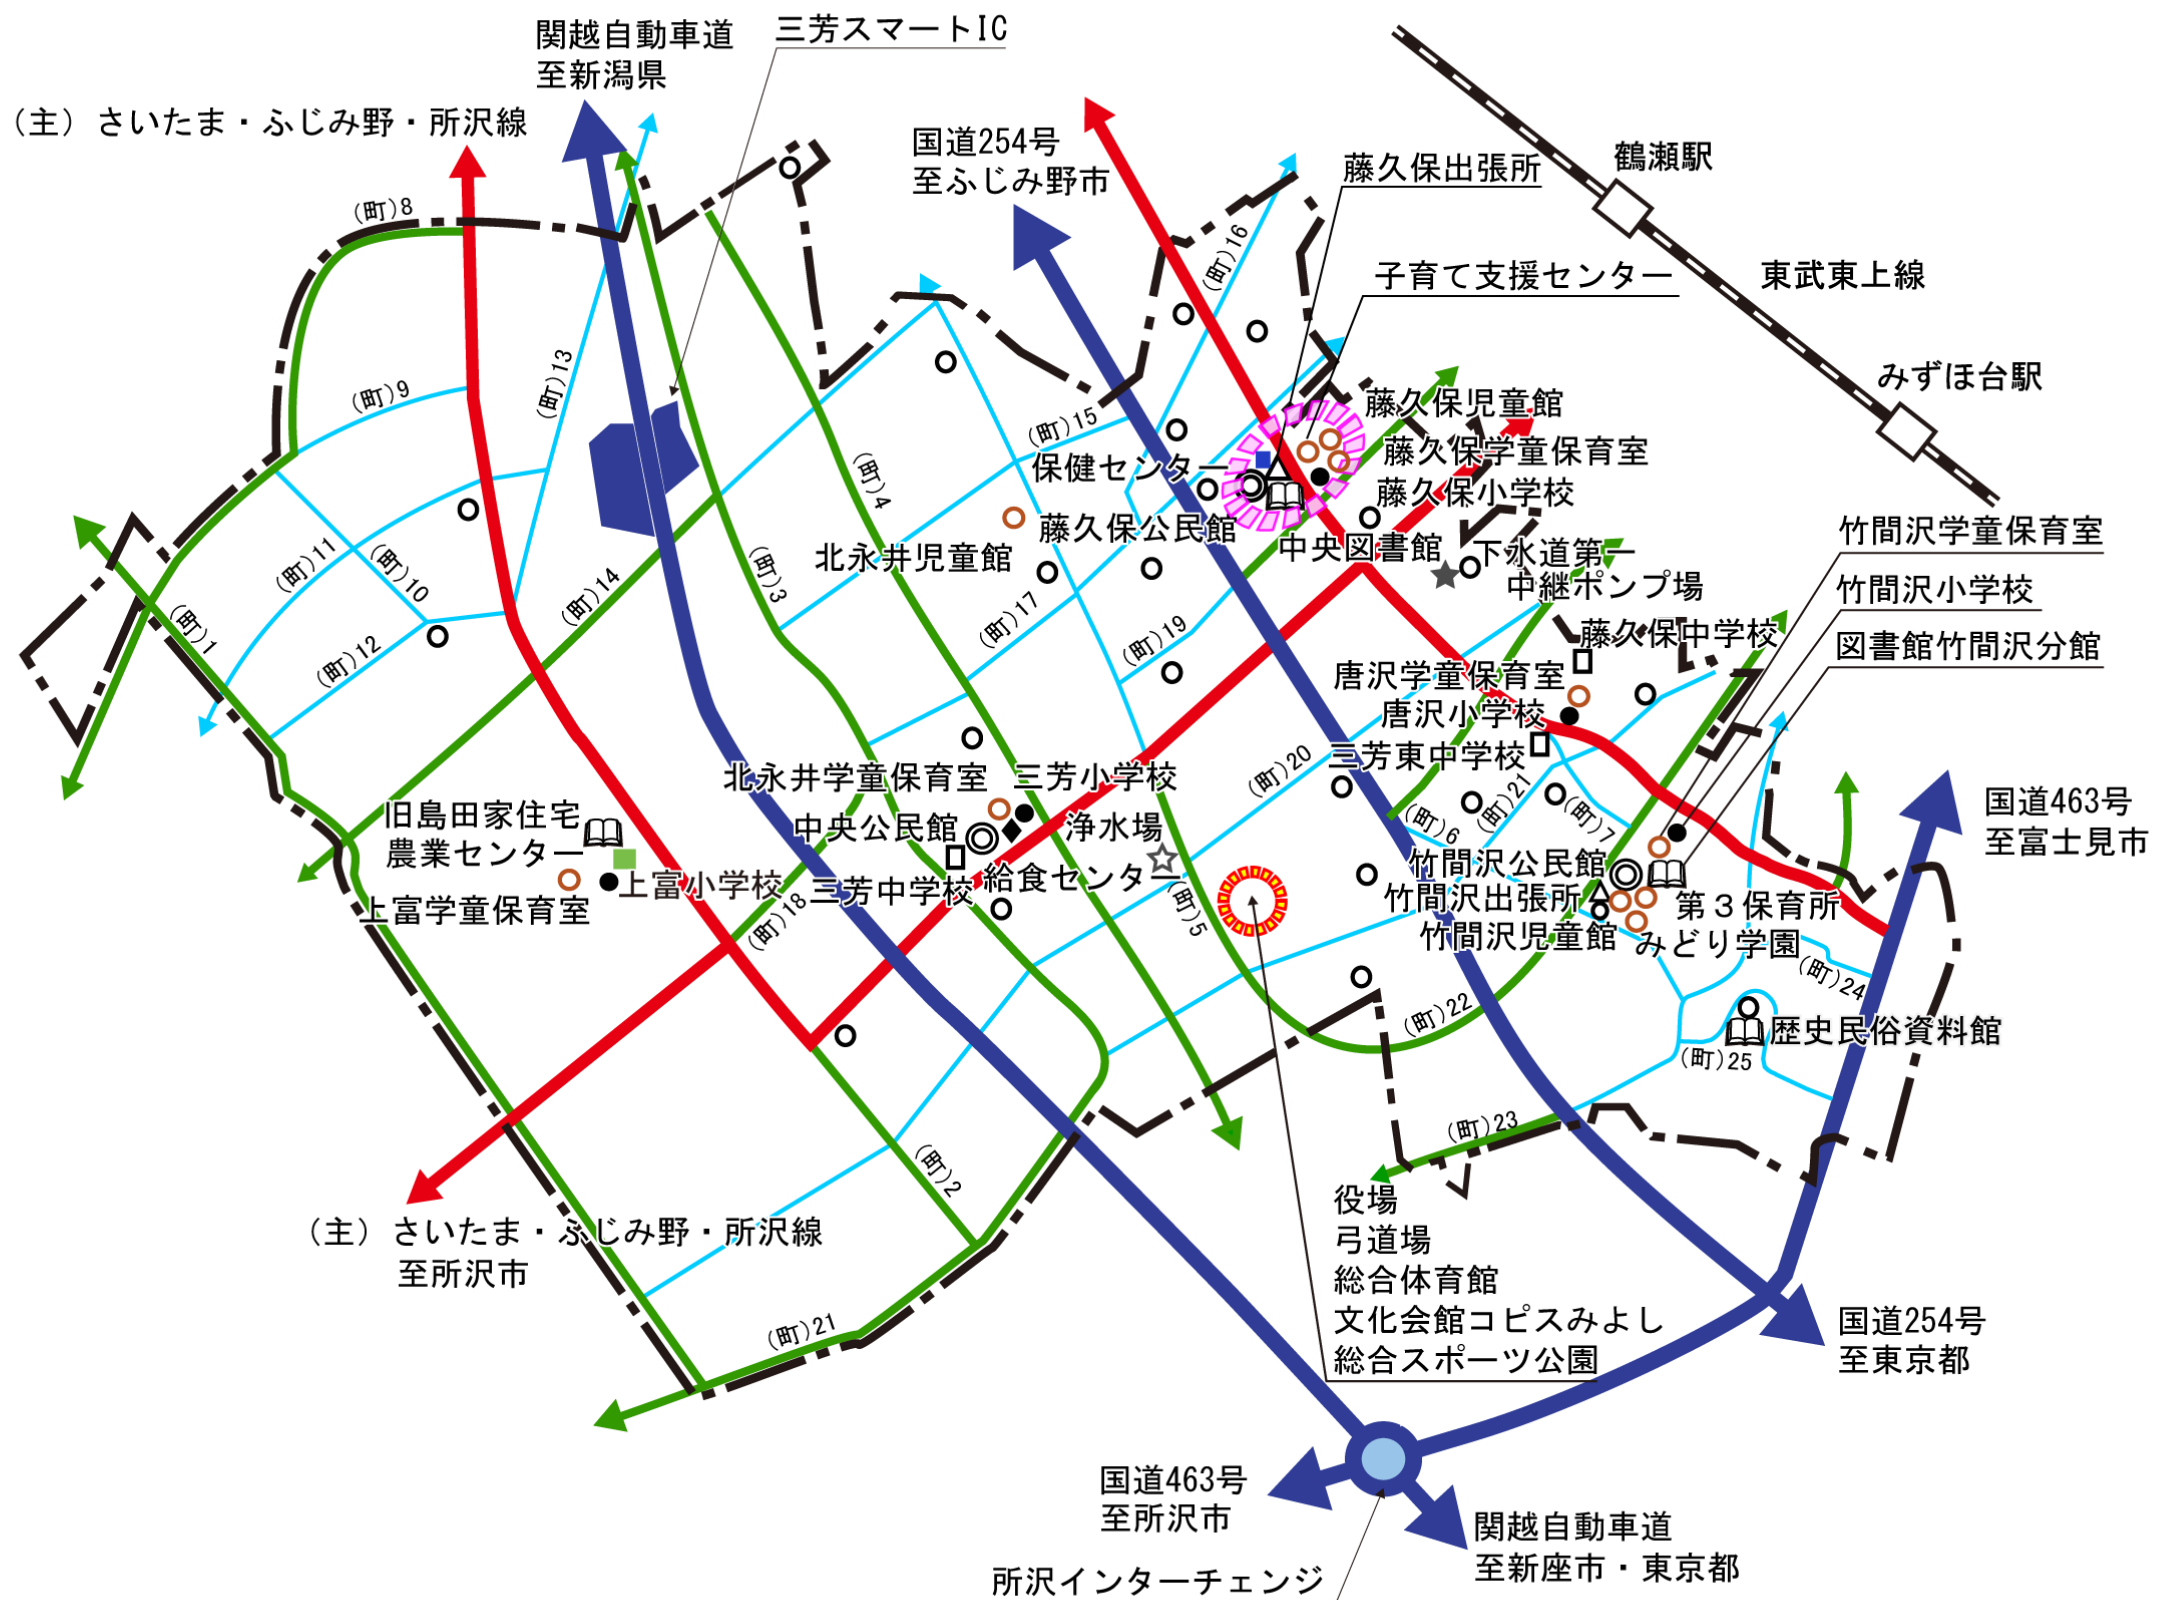 関越自動車道
至新潟県
三芳スマートIC
(主) さいたま・ふじみ野・所沢線
国道254号
至ふじみ野市
藤久保出張所
鶴瀬駅
子育て支援センター
東武東上線
みずほ台駅
(町)8
(町)16
(町)13
(町)9
(町)15
(町)4
藤久保児童館
藤久保学童保育室
保健センター
藤久保小学校
藤久保公民館
中央図書館
北永井児童館
下水道第一
中継ポンプ場
竹間沢学童保育室
竹間沢小学校
図書館竹間沢分館
(町)11
(町)10
(町)14
(町)3
(町)17
(町)19
(町)1
(町)12
藤久保中学校
唐沢学童保育室
唐沢小学校
三芳東中学校
(町)20
(町)6
(町)21
(町)7
北永井学童保育室
三芳小学校
中央公民館
浄水場
三芳中学校
給食センター
旧島田家住宅
農業センター
上富小学校
上富学童保育室
(町)18
(町)5
竹間沢公民館
竹間沢出張所
竹間沢児童館
第３保育所
みどり学園
国道463号
至富士見市
(町)24
(町)22
歴史民俗資料館
(町)25
(町)23
(町)2
(主) さいたま・ふじみ野・所沢線
至所沢市
役場
弓道場
総合体育館
文化会館コピスみよし
総合スポーツ公園
(町)21
国道254号
至東京都
国道463号
至所沢市
関越自動車道
至新座市・東京都
所沢インターチェンジ